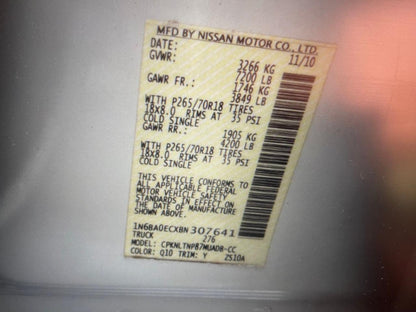 MFD BY NISSAN MOTOR CO., LTD.
DATE: 11/10
GVWR: 3266 KG
7200 LB
GAWR FR.: 1746 KG
3849 LB
WITH P265/70R18 TIRES
18x8.0 RIMS AT 35 PSI
COLD SINGLE
GAWR RR.: 1905 KG
4200 LB
WITH P265/70R18 TIRES
18x8.0 RIMS AT 35 PSI
COLD SINGLE
THIS VEHICLE CONFORMS TO
ALL APPLICABLE FEDERAL
MOTOR VEHICLE SAFETY
STANDARDS IN EFFECT ON
THE DATE OF MANUFACTURE
SHOWN ABOVE.
1N6BA0ECXBN307641
TRUCK 276
MODEL: CPKNLTNP87MUADB-CC
COLOR: Q10 TRIM: Y ZS10A